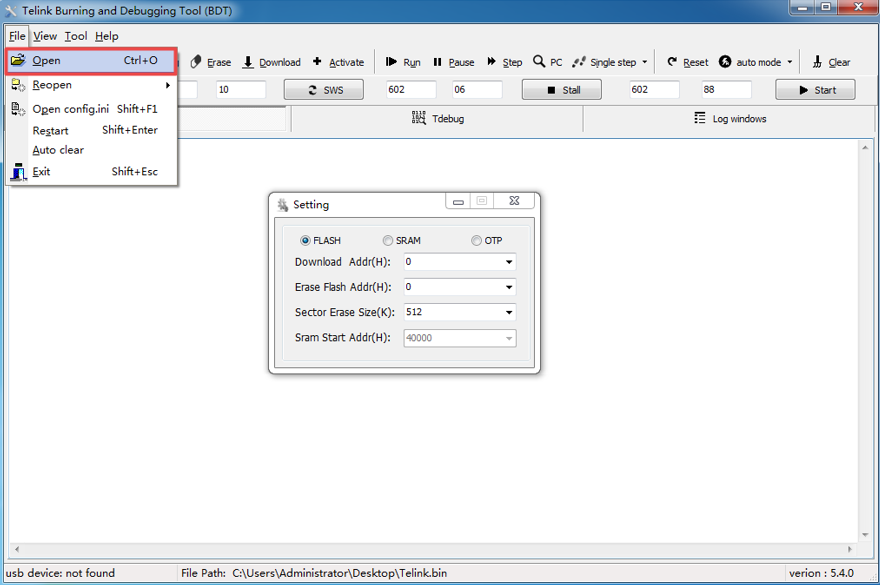 Telink Burning and Debugging Tool (BDT)
File View Tool Help
Open Ctrl+O
Reopen
Open config.ini Shift+F1
Restart Shift+Enter
Auto clear
Exit Shift+Esc
Erase Download Activate Run Pause Step PC Single step Reset auto mode Clear
10 SWS 602 06 Stall 602 88 Start
Tdebug Log windows
Setting
FLASH SRAM OTP
Download Addr(H): 0
Erase Flash Addr(H): 0
Sector Erase Size(K): 512
Sram Start Addr(H): 40000
usb device: not found File Path: C:\Users\Administrator\Desktop\Telink.bin verion : 5.4.0